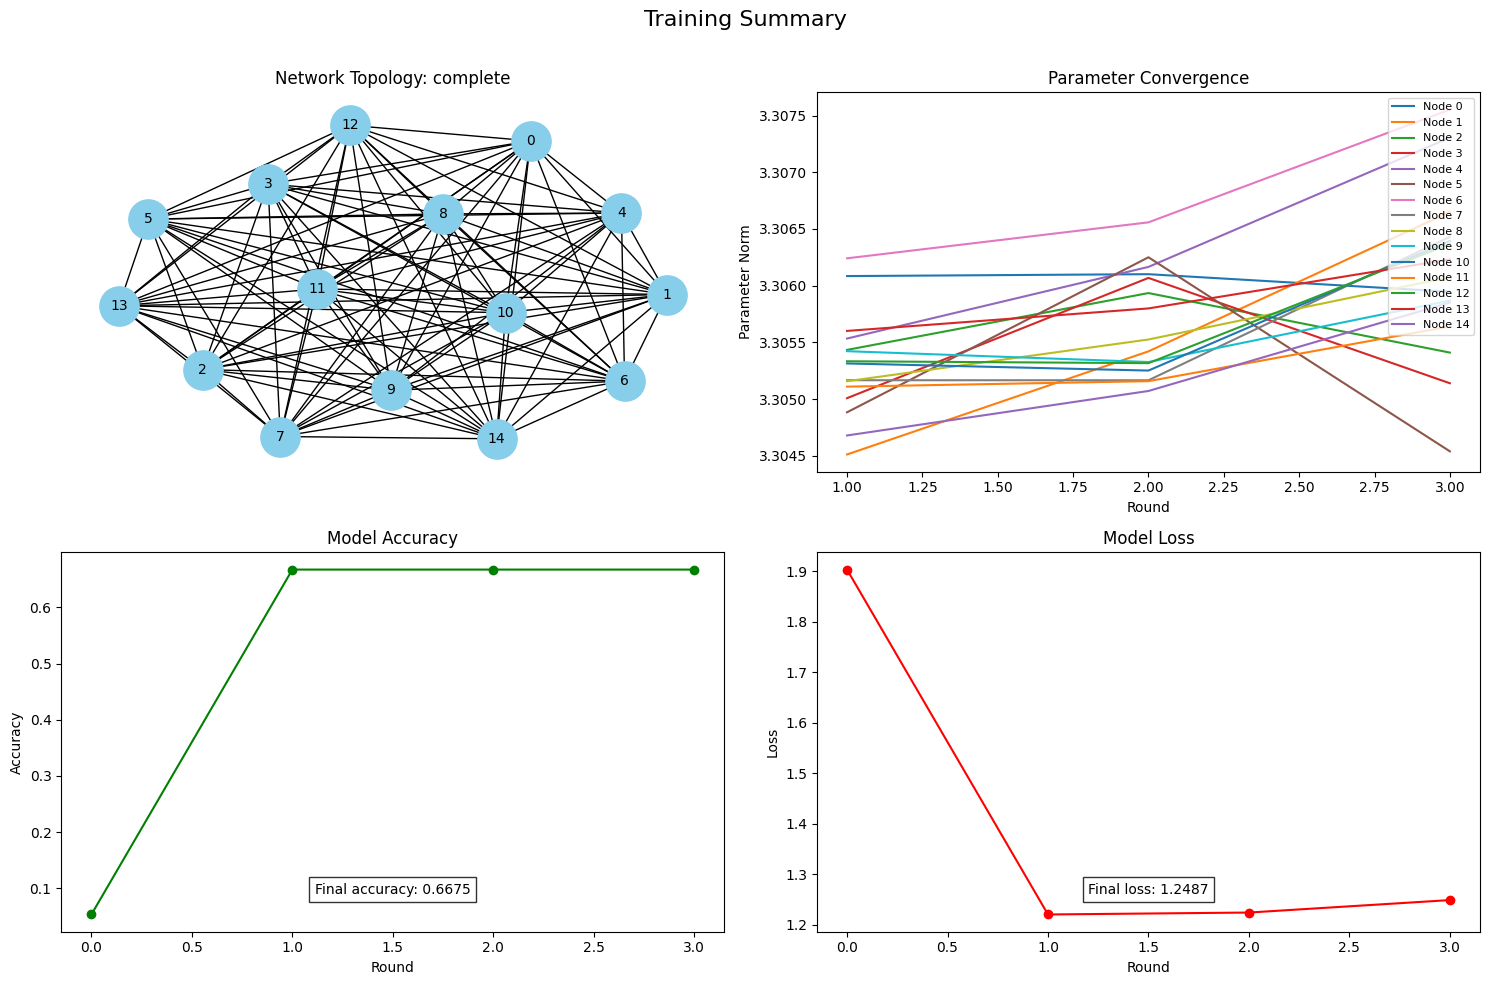 Training Summary
Network Topology: complete
12
0
3
5
8
4
11
1
13
10
2
6
9
7
14
Parameter Convergence
Parameter Norm
3.3075
3.3070
3.3065
3.3060
3.3055
3.3050
3.3045
Node 0
Node 1
Node 2
Node 3
Node 4
Node 5
Node 6
Node 7
Node 8
Node 9
Node 10
Node 11
Node 12
Node 13
Node 14
1.00 1.25 1.50 1.75 2.00 2.25 2.50 2.75 3.00
Round
Model Accuracy
Accuracy
0.6
0.5
0.4
0.3
0.2
0.1
Final accuracy: 0.6675
0.0 0.5 1.0 1.5 2.0 2.5 3.0
Round
Model Loss
Loss
1.9
1.8
1.7
1.6
1.5
1.4
1.3
1.2
Final loss: 1.2487
0.0 0.5 1.0 1.5 2.0 2.5 3.0
Round